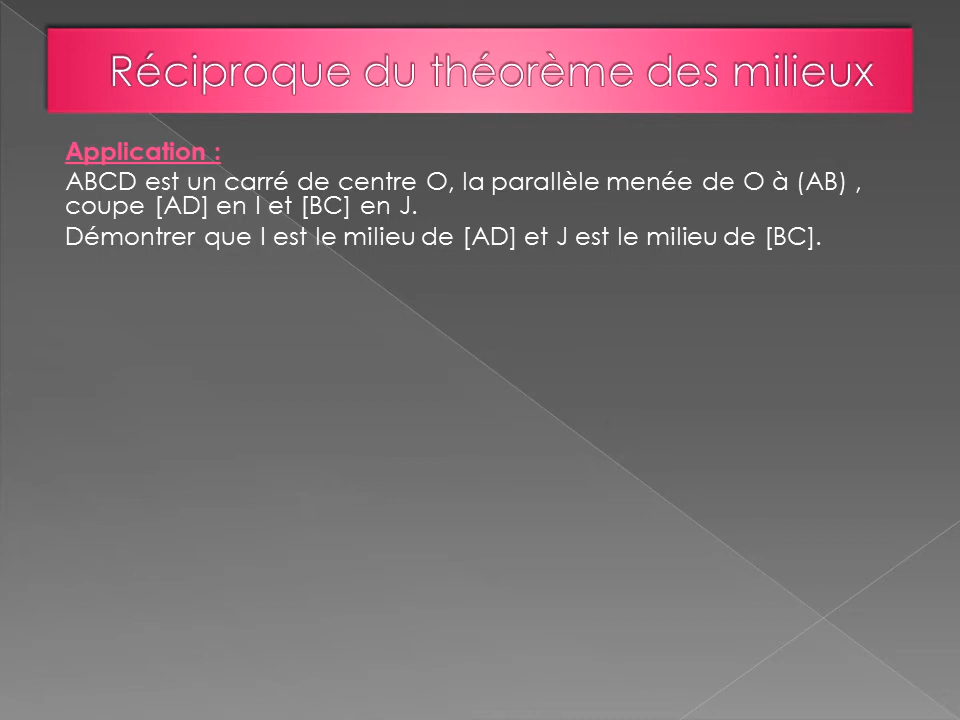 Réciproque du théorème des milieux
Application :
ABCD est un carré de centre O, la parallèle menée de O à (AB) ,
coupe [AD] en I et [BC] en J.
Démontrer que I est le milieu de [AD] et J est le milieu de [BC].